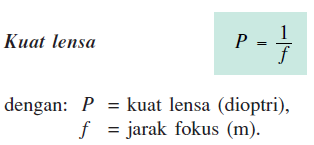 Kuat lensa P = 1/f
dengan: P = kuat lensa (dioptri),
f = jarak fokus (m).